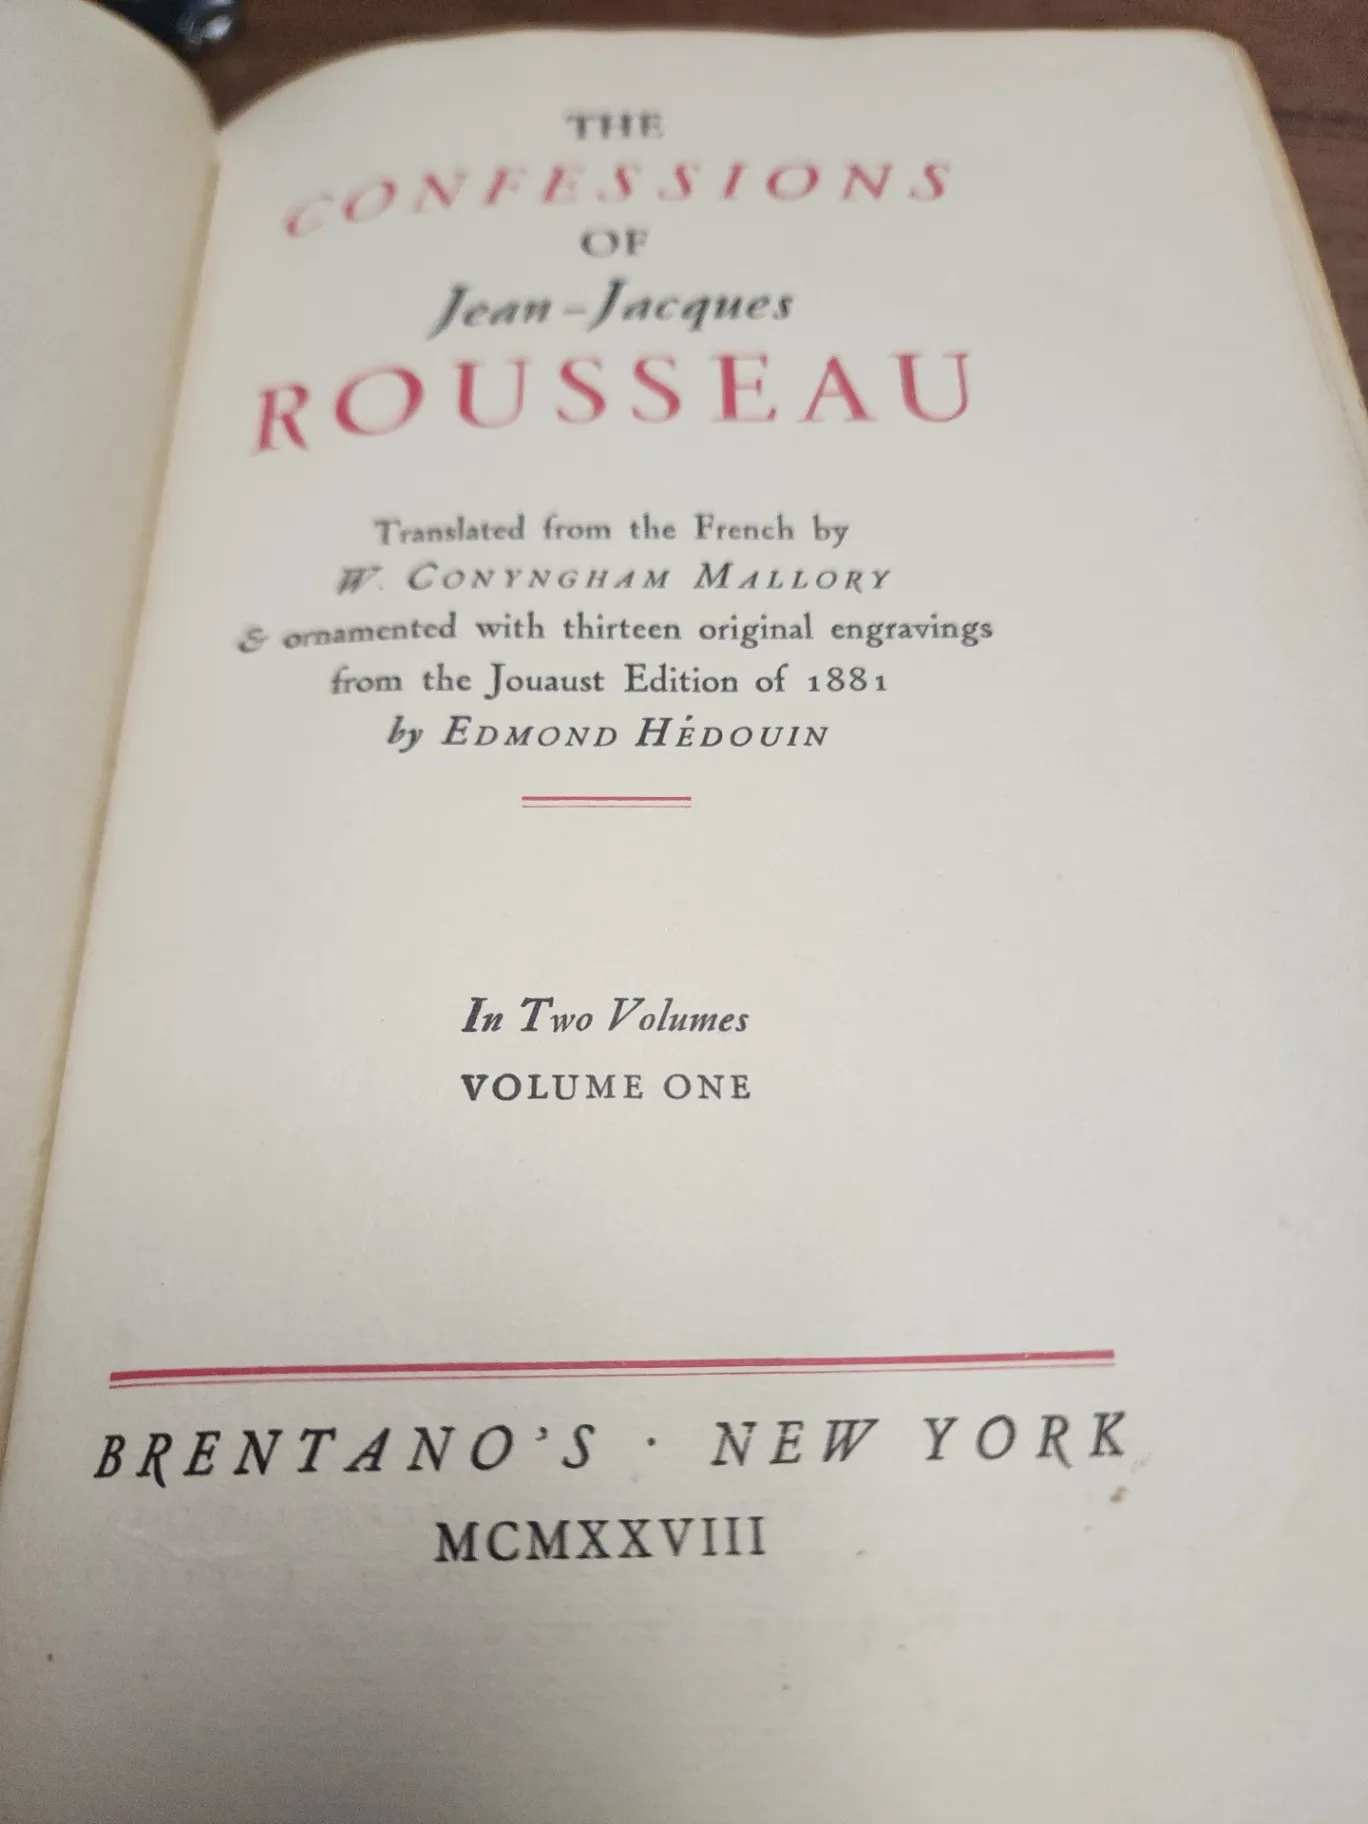 THE
CONFESSIONS
OF
Jean-Jacques
ROUSSEAU
Translated from the French by
W. CONYNGHAM MALLORY
& ornamented with thirteen original engravings
from the Jouaust Edition of 1881
by EDMOND HÉDOUIN
In Two Volumes
VOLUME ONE
BRENTANO'S · NEW YORK
MCMXXVIII